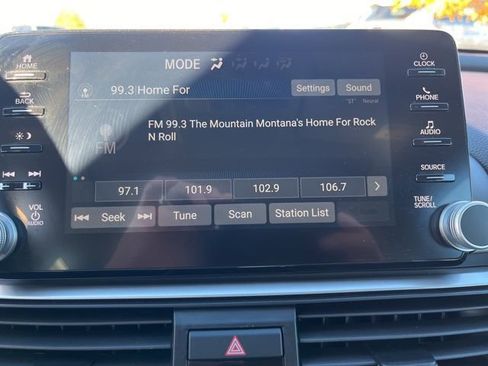 HOME
MODE
CLOCK
99.3 Home For
Settings
Sound
"ST" Neural
BACK
PHONE
FM 99.3 The Mountain Montana's Home For Rock
N Roll
FM
AUDIO
SOURCE
97.1
101.9
102.9
106.7
VOL
AUDIO
Seek
Tune
Scan
Station List
TUNE/
SCROLL